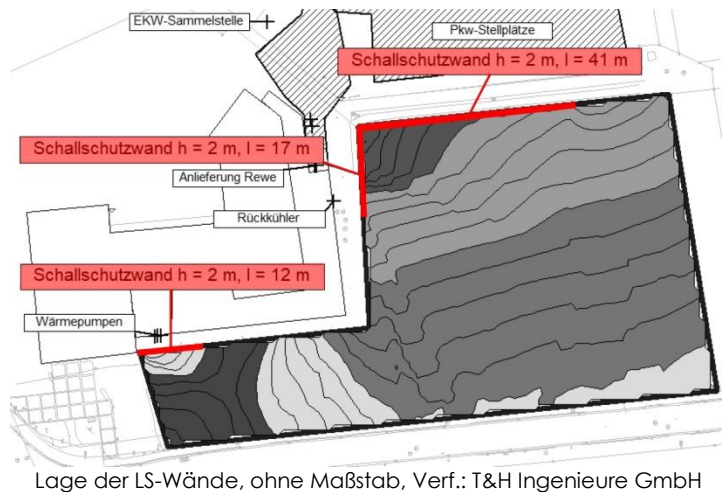 EKW-Sammelstelle
Pkw-Stellplätze
Schallschutzwand h = 2 m, l = 41 m
Schallschutzwand h = 2 m, l = 17 m
Anlieferung Rewe
Rückkühler
Schallschutzwand h = 2 m, l = 12 m
Wärmepumpen
Lage der LS-Wände, ohne Maßstab, Verf.: T&H Ingenieure GmbH